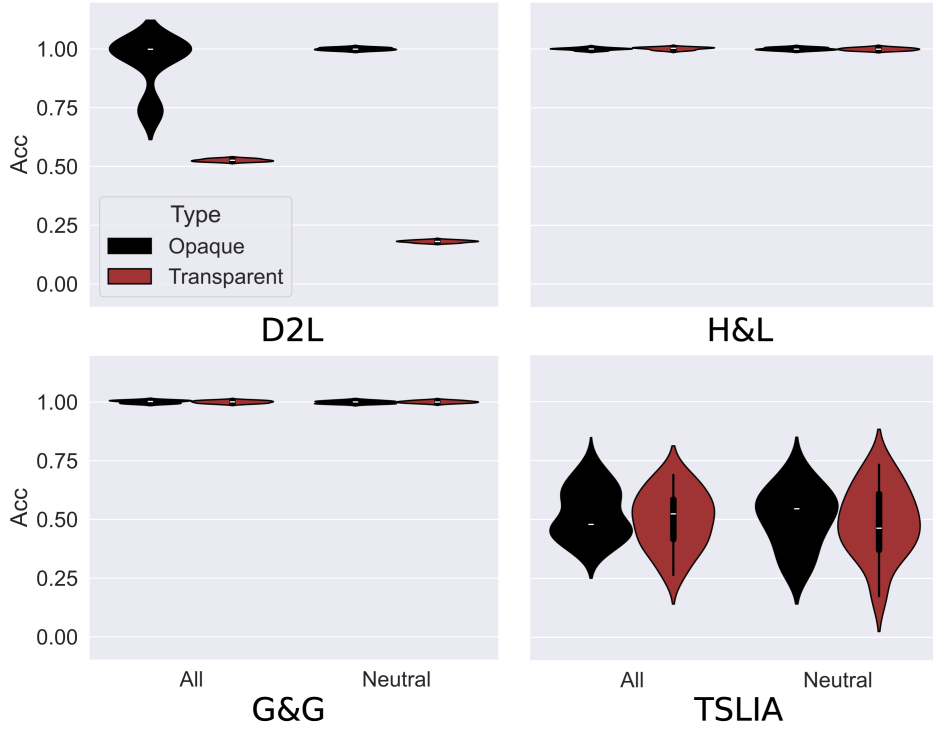 Acc
1.00
0.75
0.50
0.25
0.00
Type
Opaque
Transparent
D2L
H&L
Acc
1.00
0.75
0.50
0.25
0.00
All
Neutral
G&G
All
Neutral
TSLIA